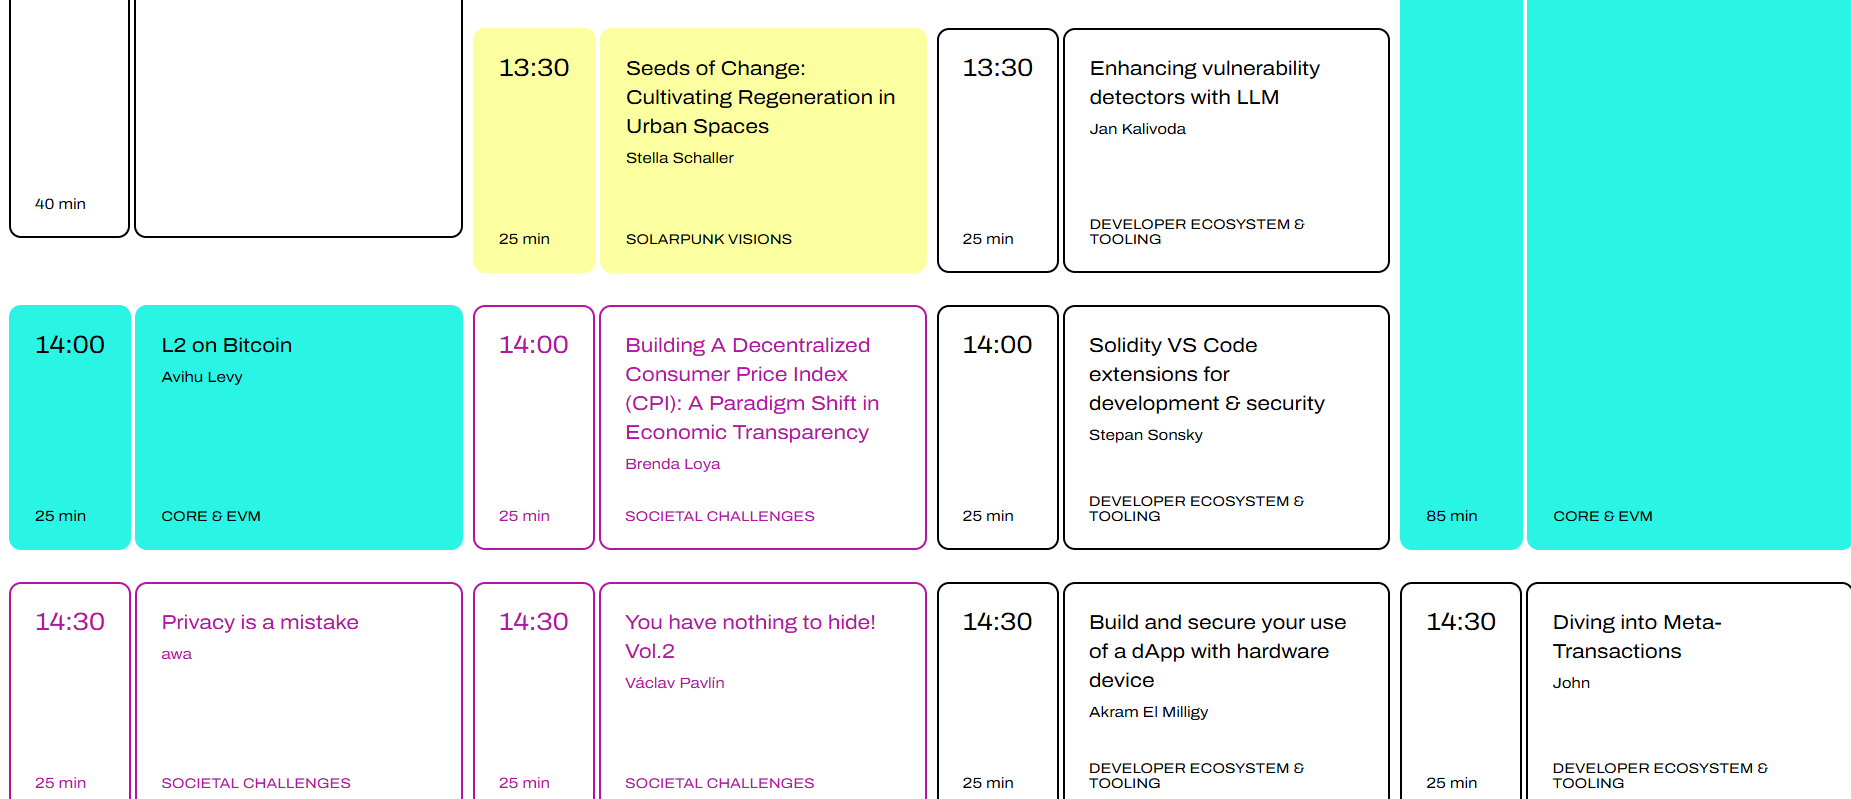 40 min
13:30
Seeds of Change:
Cultivating Regeneration in
Urban Spaces
Stella Schaller
25 min
SOLARPUNK VISIONS
13:30
Enhancing vulnerability
detectors with LLM
Jan Kalivoda
25 min
DEVELOPER ECOSYSTEM &
TOOLING
14:00
L2 on Bitcoin
Avihu Levy
25 min
CORE & EVM
14:00
Building A Decentralized
Consumer Price Index
(CPI): A Paradigm Shift in
Economic Transparency
Brenda Loya
25 min
SOCIETAL CHALLENGES
14:00
Solidity VS Code
extensions for
development & security
Stepan Sonsky
25 min
DEVELOPER ECOSYSTEM &
TOOLING
85 min
CORE & EVM
14:30
Privacy is a mistake
awa
25 min
SOCIETAL CHALLENGES
14:30
You have nothing to hide!
Vol.2
Václav Pavlín
25 min
SOCIETAL CHALLENGES
14:30
Build and secure your use
of a dApp with hardware
device
Akram El Milligy
25 min
DEVELOPER ECOSYSTEM &
TOOLING
14:30
Diving into Meta-
Transactions
John
25 min
DEVELOPER ECOSYSTEM &
TOOLING